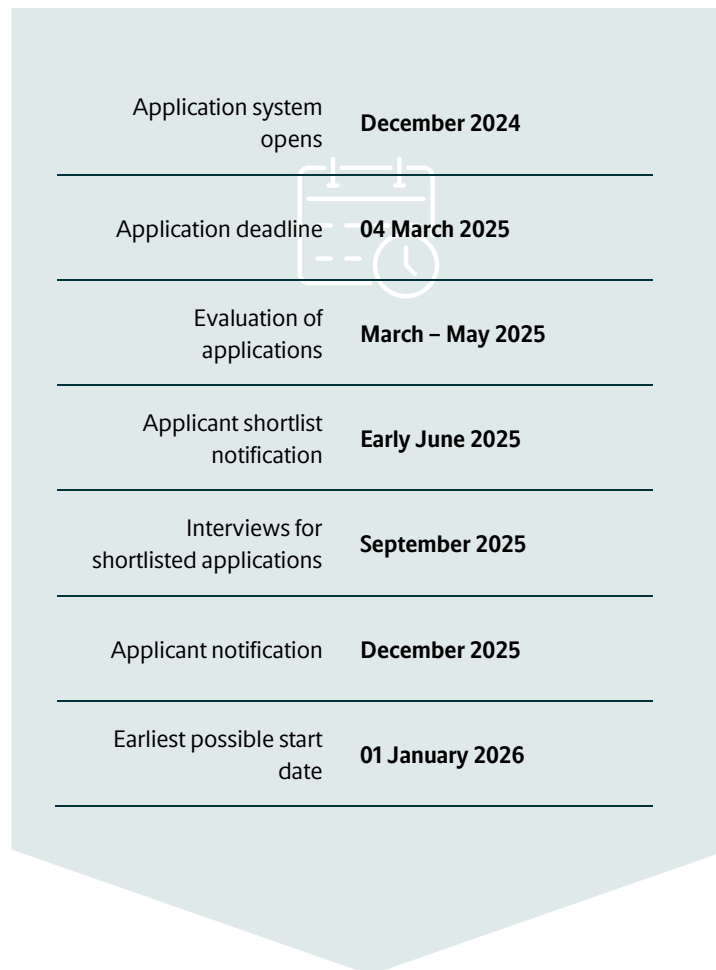 Application system
opens
December 2024
Application deadline
04 March 2025
Evaluation of
applications
March – May 2025
Applicant shortlist
notification
Early June 2025
Interviews for
shortlisted applications
September 2025
Applicant notification
December 2025
Earliest possible start
date
01 January 2026